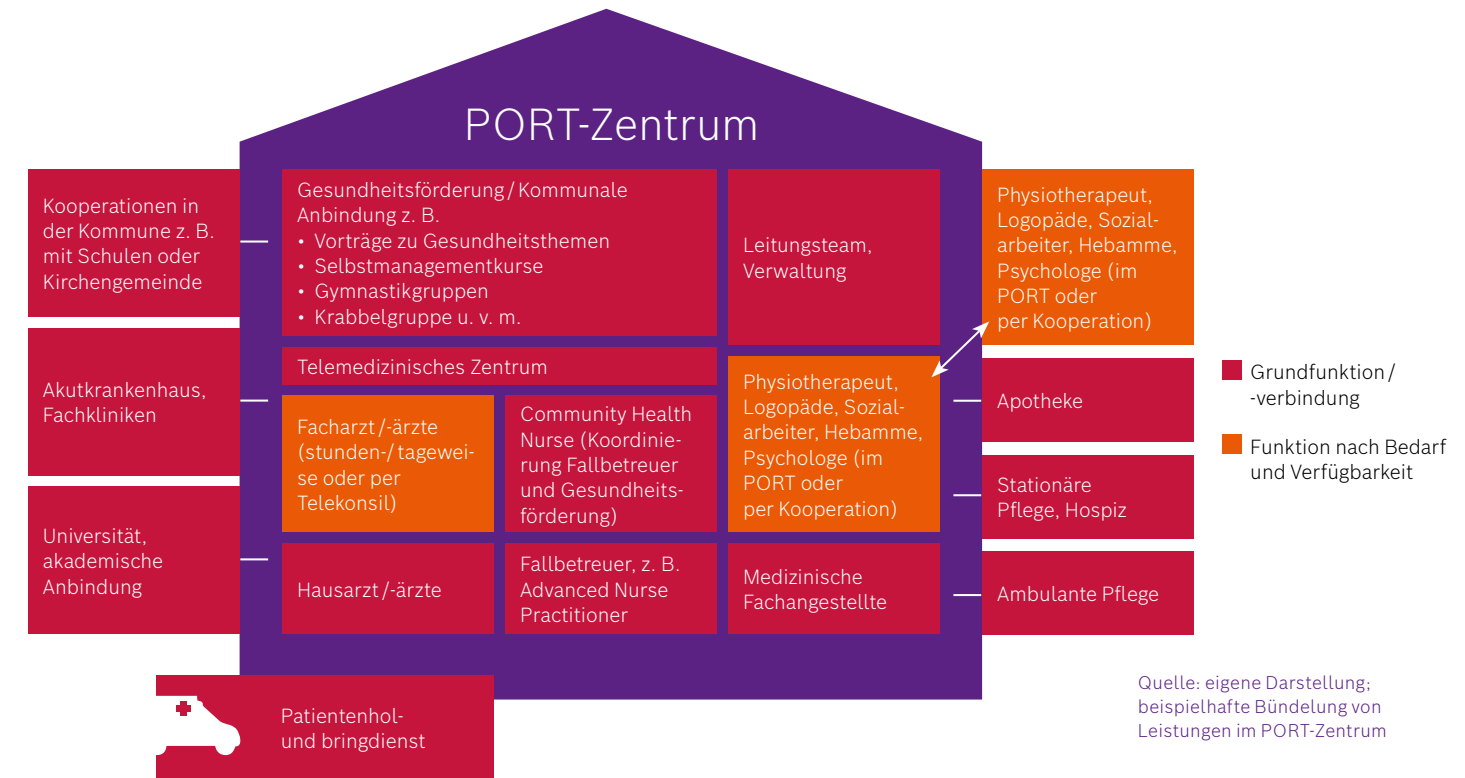 PORT-Zentrum
Kooperationen in
der Kommune z. B.
mit Schulen oder
Kirchengemeinde
Akutkrankenhaus,
Fachkliniken
Universität,
akademische
Anbindung
Gesundheitsförderung / Kommunale
Anbindung z. B.
• Vorträge zu Gesundheitsthemen
• Selbstmanagementkurse
• Gymnastikgruppen
• Krabbelgruppe u. v. m.
Leitungsteam,
Verwaltung
Telemedizinisches Zentrum
Facharzt /-ärzte
(stunden-/ tagewei-
se oder per
Telekonsil)
Community Health
Nurse (Koordinie-
rung Fallbetreuer
und Gesundheits-
förderung)
Physiotherapeut,
Logopäde, Sozial-
arbeiter, Hebamme,
Psychologe (im
PORT oder
per Kooperation)
Hausarzt /-ärzte
Fallbetreuer, z. B.
Advanced Nurse
Practitioner
Medizinische
Fachangestellte
Physiotherapeut,
Logopäde, Sozial-
arbeiter, Hebamme,
Psychologe (im
PORT oder
per Kooperation)
Apotheke
Stationäre
Pflege, Hospiz
Ambulante Pflege
Grundfunktion /
-verbindung
Funktion nach Bedarf
und Verfügbarkeit
Patientenhol-
und bringdienst
Quelle: eigene Darstellung;
beispielhafte Bündelung von
Leistungen im PORT-Zentrum